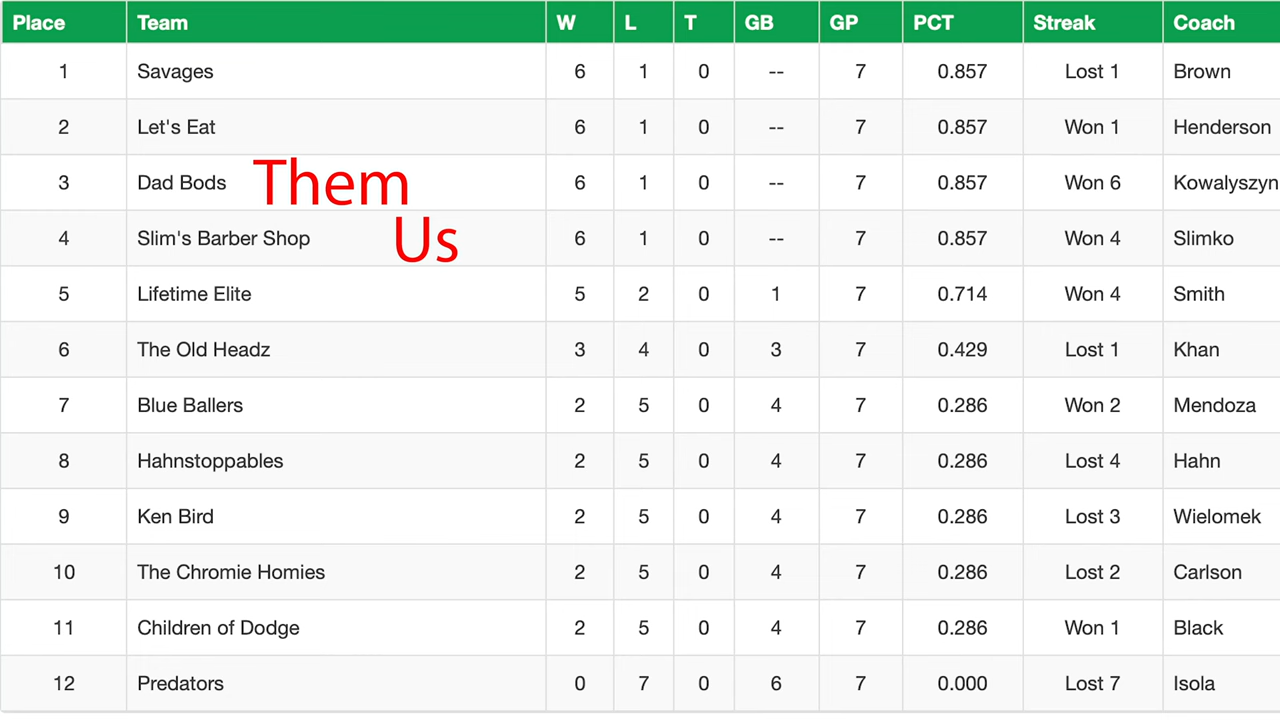 Place Team W L T GB GP PCT Streak Coach
1 Savages 6 1 0 -- 7 0.857 Lost 1 Brown
2 Let's Eat 6 1 0 -- 7 0.857 Won 1 Henderson
3 Dad Bods Them 6 1 0 -- 7 0.857 Won 6 Kowalyszyn
4 Slim's Barber Shop Us 6 1 0 -- 7 0.857 Won 4 Slimko
5 Lifetime Elite 5 2 0 1 7 0.714 Won 4 Smith
6 The Old Headz 3 4 0 3 7 0.429 Lost 1 Khan
7 Blue Ballers 2 5 0 4 7 0.286 Won 2 Mendoza
8 Hahnstoppables 2 5 0 4 7 0.286 Lost 4 Hahn
9 Ken Bird 2 5 0 4 7 0.286 Lost 3 Wielomek
10 The Chromie Homies 2 5 0 4 7 0.286 Lost 2 Carlson
11 Children of Dodge 2 5 0 4 7 0.286 Won 1 Black
12 Predators 0 7 0 6 7 0.000 Lost 7 Isola